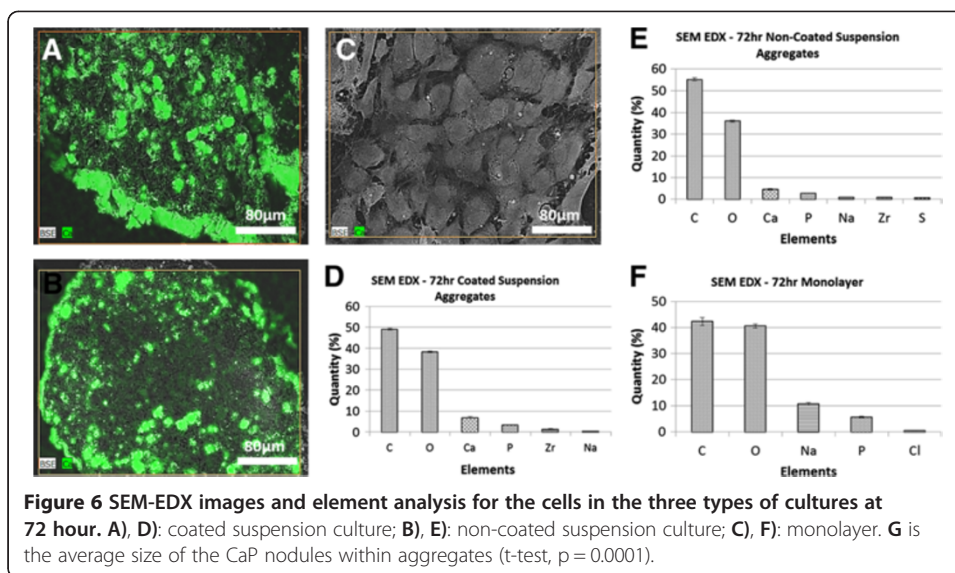 A
80µm
BSE
B
80µm
BSE
C
80µm
BSE
D
SEM EDX - 72hr Coated Suspension
Aggregates
Quantity (%)
60
50
40
30
20
10
0
C O Ca P Zr Na
Elements
E
SEM EDX - 72hr Non-Coated Suspension
Aggregates
Quantity (%)
60
50
40
30
20
10
0
C O Ca P Na Zr S
Elements
F
SEM EDX - 72hr Monolayer
Quantity (%)
50
40
30
20
10
0
C O Na P Cl
Elements
Figure 6 SEM-EDX images and element analysis for the cells in the three types of cultures at
72 hour. A), D): coated suspension culture; B), E): non-coated suspension culture; C), F): monolayer. G is
the average size of the CaP nodules within aggregates (t-test, p = 0.0001).